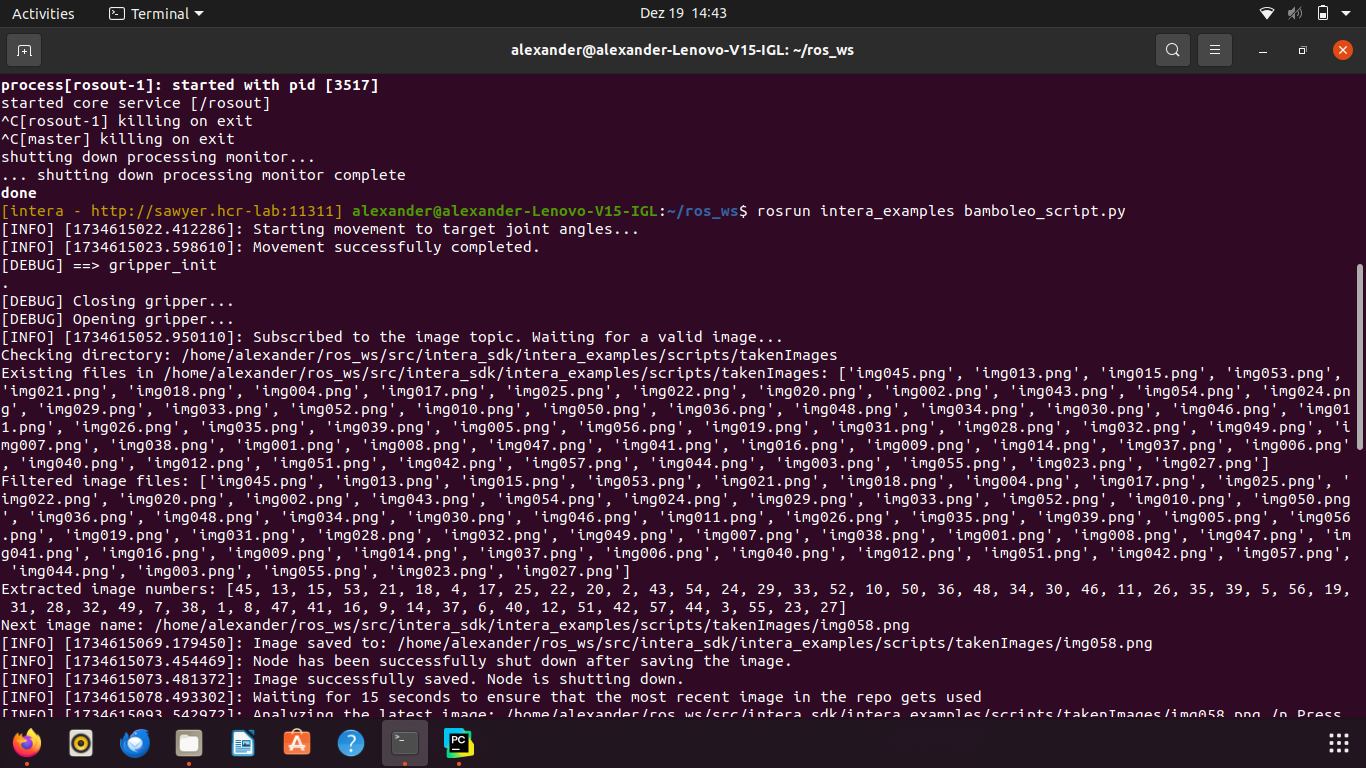 Activities
Terminal
Dez 19 14:43
alexander@alexander-Lenovo-V15-IGL: ~/ros_ws
process[rosout-1]: started with pid [3517]
started core service [/rosout]
^C[rosout-1] killing on exit
^C[master] killing on exit
shutting down processing monitor...
... shutting down processing monitor complete
done
[intera - http://sawyer.hcr-lab:11311] alexander@alexander-Lenovo-V15-IGL:~/ros_ws$ rosrun intera_examples bamboleo_script.py
[INFO] [1734615022.412286]: Starting movement to target joint angles...
[INFO] [1734615023.598610]: Movement successfully completed.
[DEBUG] ==> gripper_init
.
[DEBUG] Closing gripper...
[DEBUG] Opening gripper...
[INFO] [1734615052.950110]: Subscribed to the image topic. Waiting for a valid image...
Checking directory: /home/alexander/ros_ws/src/intera_sdk/intera_examples/scripts/takenImages
Existing files in /home/alexander/ros_ws/src/intera_sdk/intera_examples/scripts/takenImages: ['img045.png', 'img013.png', 'img015.png', 'img053.png',
'img021.png', 'img018.png', 'img004.png', 'img017.png', 'img025.png', 'img022.png', 'img020.png', 'img002.png', 'img043.png', 'img054.png', 'img024.pn
g', 'img029.png', 'img033.png', 'img052.png', 'img010.png', 'img050.png', 'img036.png', 'img048.png', 'img034.png', 'img030.png', 'img046.png', 'img01
1.png', 'img026.png', 'img035.png', 'img039.png', 'img005.png', 'img056.png', 'img019.png', 'img031.png', 'img028.png', 'img032.png', 'img049.png', 'i
mg007.png', 'img038.png', 'img001.png', 'img008.png', 'img047.png', 'img041.png', 'img016.png', 'img009.png', 'img014.png', 'img037.png', 'img006.png'
, 'img040.png', 'img012.png', 'img051.png', 'img042.png', 'img057.png', 'img044.png', 'img003.png', 'img055.png', 'img023.png', 'img027.png']
Filtered image files: ['img045.png', 'img013.png', 'img015.png', 'img053.png', 'img021.png', 'img018.png', 'img004.png', 'img017.png', 'img025.png', '
img022.png', 'img020.png', 'img002.png', 'img043.png', 'img054.png', 'img024.png', 'img029.png', 'img033.png', 'img052.png', 'img010.png', 'img050.png
', 'img036.png', 'img048.png', 'img034.png', 'img030.png', 'img046.png', 'img011.png', 'img026.png', 'img035.png', 'img039.png', 'img005.png', 'img056
.png', 'img019.png', 'img031.png', 'img028.png', 'img032.png', 'img049.png', 'img007.png', 'img038.png', 'img001.png', 'img008.png', 'img047.png', 'im
g041.png', 'img016.png', 'img009.png', 'img014.png', 'img037.png', 'img006.png', 'img040.png', 'img012.png', 'img051.png', 'img042.png', 'img057.png',
 'img044.png', 'img003.png', 'img055.png', 'img023.png', 'img027.png']
Extracted image numbers: [45, 13, 15, 53, 21, 18, 4, 17, 25, 22, 20, 2, 43, 54, 24, 29, 33, 52, 10, 50, 36, 48, 34, 30, 46, 11, 26, 35, 39, 5, 56, 19,
 31, 28, 32, 49, 7, 38, 1, 8, 47, 41, 16, 9, 14, 37, 6, 40, 12, 51, 42, 57, 44, 3, 55, 23, 27]
Next image name: /home/alexander/ros_ws/src/intera_sdk/intera_examples/scripts/takenImages/img058.png
[INFO] [1734615069.179450]: Image saved to: /home/alexander/ros_ws/src/intera_sdk/intera_examples/scripts/takenImages/img058.png
[INFO] [1734615073.454469]: Node has been successfully shut down after saving the image.
[INFO] [1734615073.481372]: Image successfully saved. Node is shutting down.
[INFO] [1734615078.493302]: Waiting for 15 seconds to ensure that the most recent image in the repo gets used
[INFO] [1734615093.542972]: Analyzing the latest image: /home/alexander/ros_ws/src/intera_sdk/intera_examples/scripts/takenImages/img058.png /n Press
PC